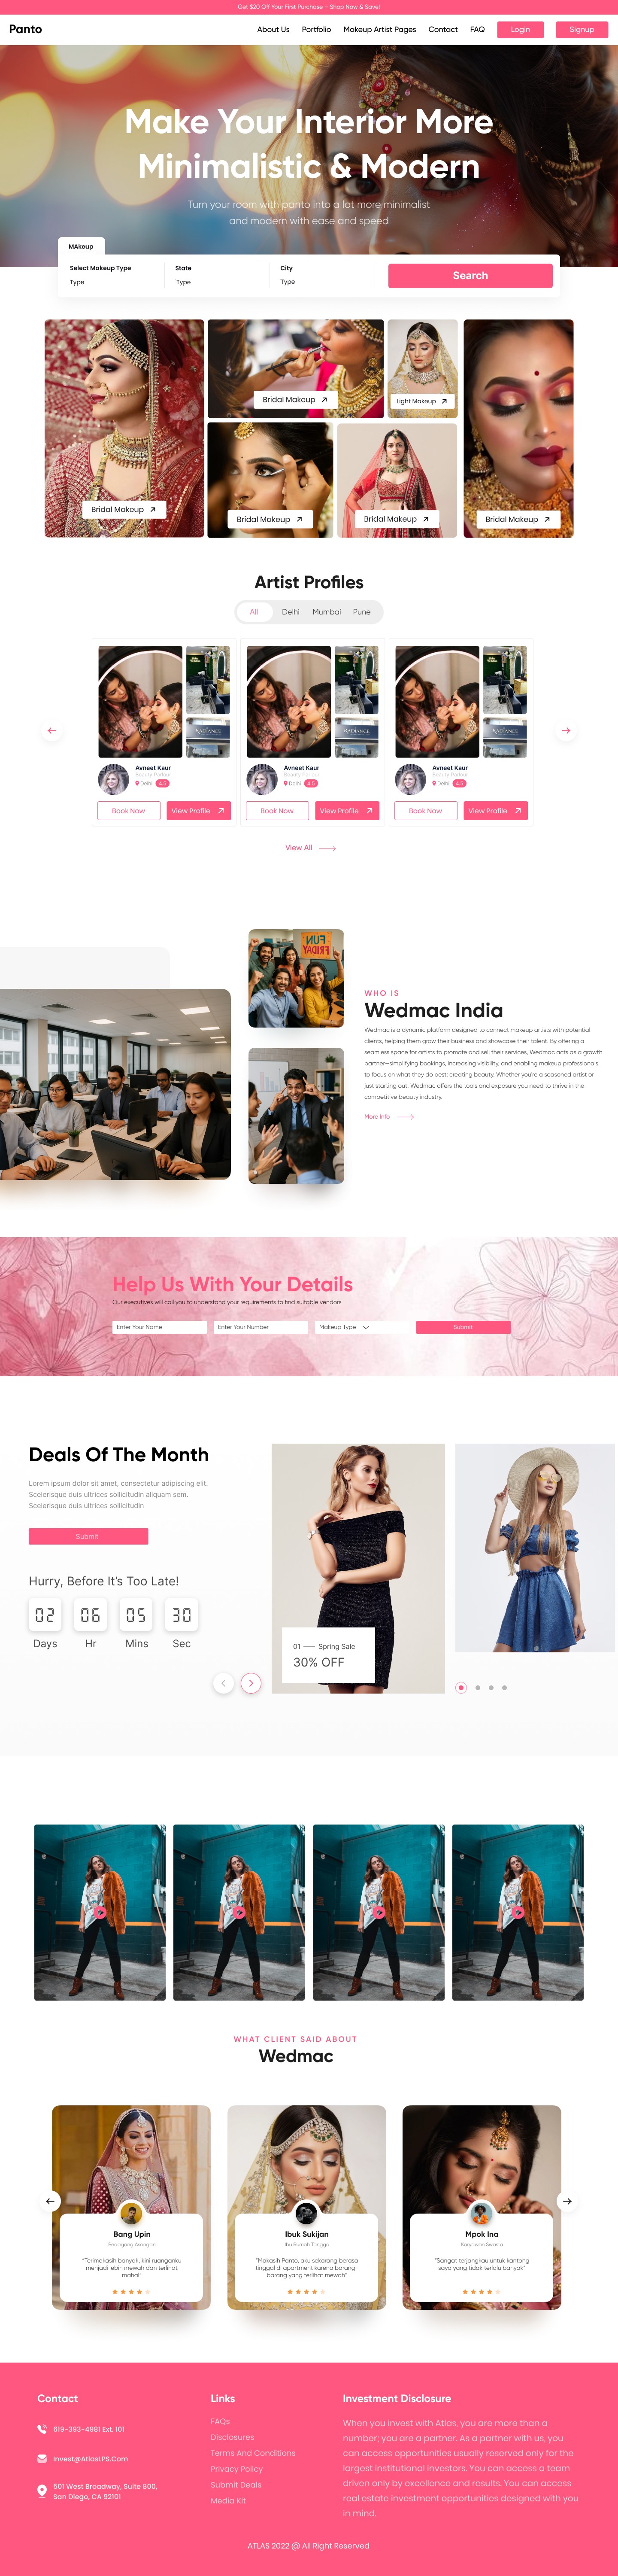 Get $20 Off Your First Purchase – Shop Now & Save!
Panto
About Us
Portfolio
Makeup Artist Pages
Contact
FAQ
Login
Signup
Make Your Interior More
Minimalistic & Modern
Turn your room with panto into a lot more minimalist
and modern with ease and speed
MAkeup
Select Makeup Type
State
City
Type
Type
Type
Search
Bridal Makeup
Light Makeup
Bridal Makeup
Bridal Makeup
Bridal Makeup
Bridal Makeup
Artist Profiles
All
Delhi
Mumbai
Pune
RADIANCE
RADIANCE
RADIANCE
Avneet Kaur
Beauty Parlour
Delhi
4.5
Avneet Kaur
Beauty Parlour
Delhi
4.5
Avneet Kaur
Beauty Parlour
Delhi
4.5
Book Now
View Profile
Book Now
View Profile
Book Now
View Profile
View All
FUN
WHO IS
Wedmac India
Wedmac is a dynamic platform designed to connect makeup artists with potential
clients, helping them grow their business and showcase their talent. By offering a
seamless space for artists to promote and sell their services, Wedmac acts as a growth
partner—simplifying bookings, increasing visibility, and enabling makeup professionals
to focus on what they do best: creating beauty. Whether you're a seasoned artist or
just starting out, Wedmac offers the tools and exposure you need to thrive in the
competitive beauty industry.
More Info
Help Us With Your Details
Our executives will call you to understand your requirements to find suitable vendors
Enter Your Name
Enter Your Number
Makeup Type
Submit
Deals Of The Month
Lorem ipsum dolor sit amet, consectetur adipiscing elit.
Scelerisque duis ultrices sollicitudin aliquam sem.
Scelerisque duis ultrices sollicitudin
Submit
Hurry, Before It's Too Late!
02
06
05
30
Days
Hr
Mins
Sec
01 — Spring Sale
30% OFF
WHAT CLIENT SAID ABOUT
Wedmac
Bang Upin
Pedagang Asongan
"Terimakasih banyak, kini ruanganku
menjadi lebih mewah dan terlihat
mahal"
Ibuk Sukijan
Ibu Rumah Tangga
"Makasih Panto, aku sekarang berasa
tinggal di apartment karena barang-
barang yang terlihat mewah"
Mpok Ina
Karyawan Swasta
"Sangat terjangkau untuk kantong
saya yang tidak terlalu banyak"
Contact
619-393-4981 Ext. 101
Invest@AtlasLPS.Com
501 West Broadway, Suite 800,
San Diego, CA 92101
Links
FAQs
Disclosures
Terms And Conditions
Privacy Policy
Submit Deals
Media Kit
Investment Disclosure
When you invest with Atlas, you are more than a
number; you are a partner. As a partner with us, you
can access opportunities usually reserved only for the
largest institutional investors. You can access a team
driven only by excellence and results. You can access
real estate investment opportunities designed with you
in mind.
ATLAS 2022 @ All Right Reserved